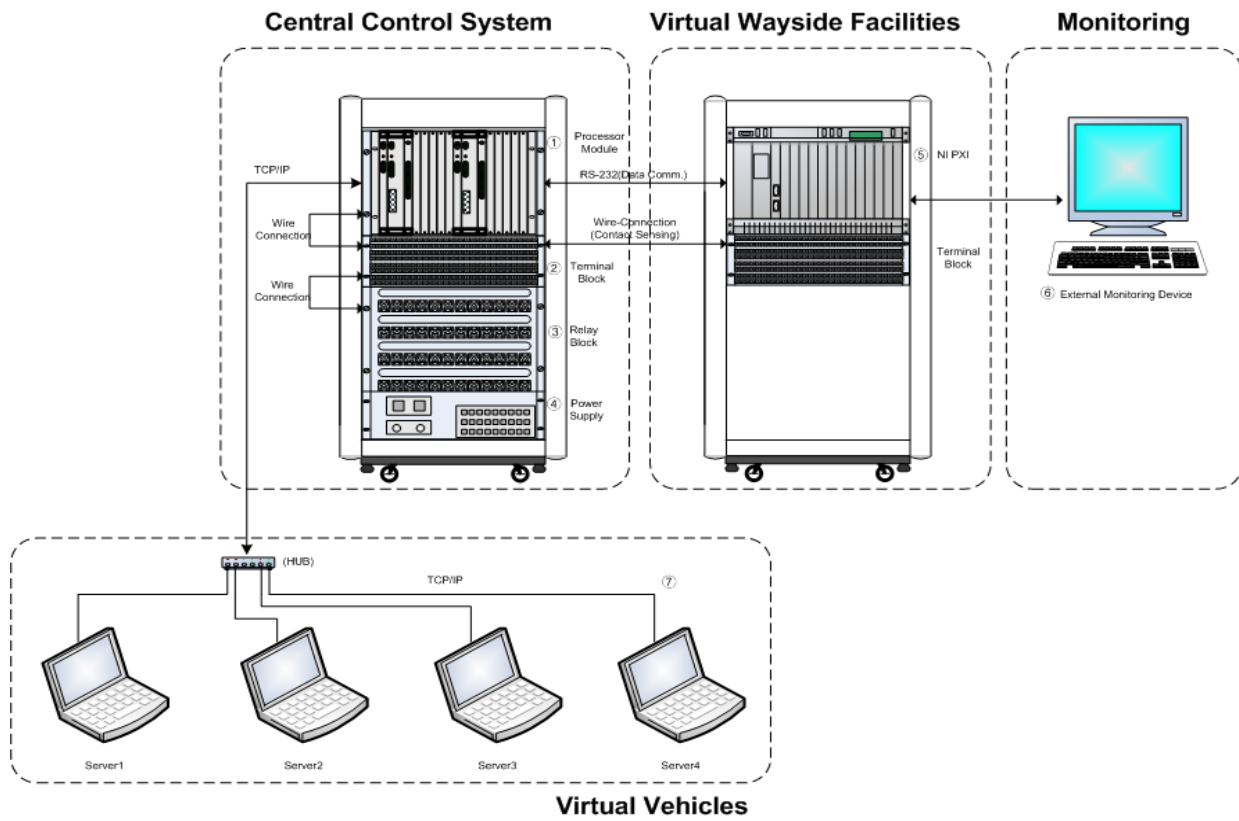 Central Control System
Virtual Wayside Facilities
Monitoring
① Processor
Module
TCP/IP
RS-232(Data Comm.)
⑤ NI PXI
Wire
Connection
Wire-Connection
(Contact Sensing)
② Terminal
Block
Terminal
Block
Wire
Connection
⑥ External Monitoring Device
③ Relay
Block
④ Power
Supply
(HUB)
TCP/IP
⑦
Server1
Server2
Server3
Server4
Virtual Vehicles